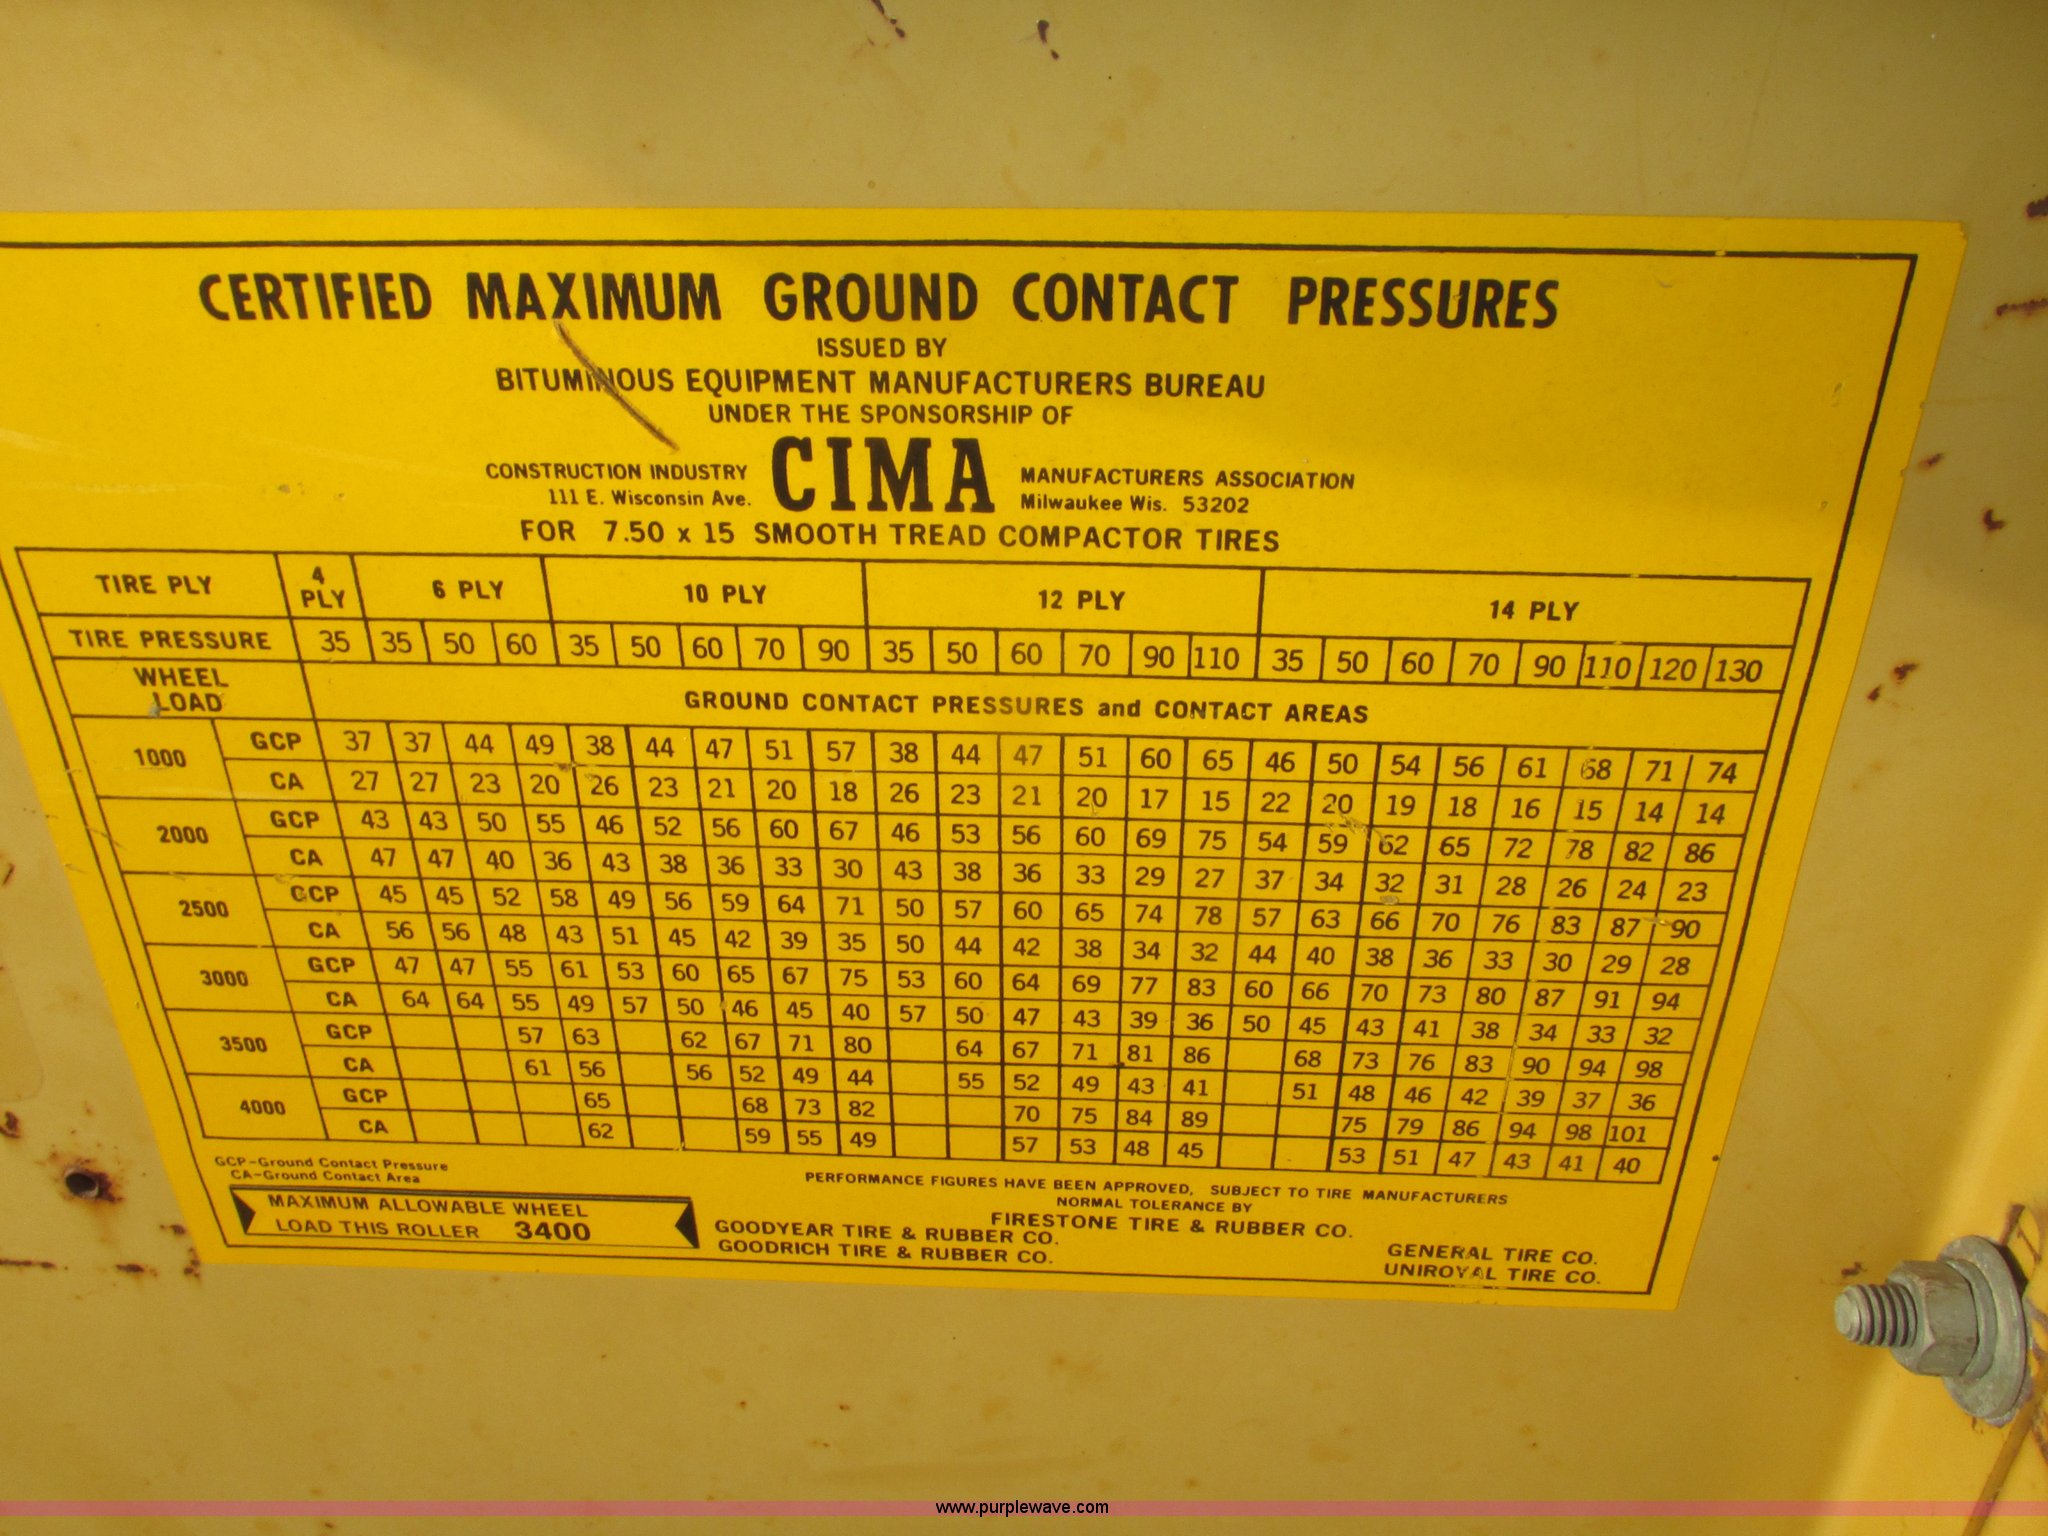 CERTIFIED MAXIMUM GROUND CONTACT PRESSURES
ISSUED BY
BITUMINOUS EQUIPMENT MANUFACTURERS BUREAU
UNDER THE SPONSORSHIP OF
CONSTRUCTION INDUSTRY CIMA MANUFACTURERS ASSOCIATION
111 E. Wisconsin Ave. Milwaukee Wis. 53202
FOR 7.50 x 15 SMOOTH TREAD COMPACTOR TIRES
TIRE PLY 4 PLY 6 PLY 10 PLY 12 PLY 14 PLY
TIRE PRESSURE 35 35 50 60 35 50 60 70 90 35 50 60 70 90 110 35 50 60 70 90 110 120 130
WHEEL LOAD GROUND CONTACT PRESSURES and CONTACT AREAS
1000 GCP 37 37 44 49 38 44 47 51 57 38 44 47 51 60 65 46 50 54 56 61 68 71 74
CA 27 27 23 20 26 23 21 20 18 26 23 21 20 17 15 22 20 19 18 16 15 14 14
2000 GCP 43 43 50 55 46 52 56 60 67 46 53 56 60 69 75 54 59 62 65 72 78 82 86
CA 47 47 40 36 43 38 36 33 30 43 38 36 33 29 27 37 34 32 31 28 26 24 23
2500 GCP 45 45 52 58 49 56 59 64 71 50 57 60 65 74 78 57 63 66 70 76 83 87 90
CA 56 56 48 43 51 45 42 39 35 50 44 42 38 34 32 44 40 38 36 33 30 29 28
3000 GCP 47 47 55 61 53 60 65 67 75 53 60 64 69 77 83 60 66 70 73 80 87 91 94
CA 64 64 55 49 57 50 46 45 40 57 50 47 43 39 36 50 45 43 41 38 34 33 32
3500 GCP 57 63 62 67 71 80 64 67 71 81 86 68 73 76 83 90 94 98
CA 61 56 56 52 49 44 55 52 49 43 41 51 48 46 42 39 37 36
4000 GCP 65 68 73 82 70 75 84 89 75 79 86 94 98 101
CA 62 59 55 49 57 53 48 45 53 51 47 43 41 40
GCP-Ground Contact Pressure
CA-Ground Contact Area
MAXIMUM ALLOWABLE WHEEL
LOAD THIS ROLLER 3400
PERFORMANCE FIGURES HAVE BEEN APPROVED, SUBJECT TO TIRE MANUFACTURERS
NORMAL TOLERANCE BY
FIRESTONE TIRE & RUBBER CO.
GOODYEAR TIRE & RUBBER CO.
GOODRICH TIRE & RUBBER CO.
GENERAL TIRE CO.
UNIROYAL TIRE CO.
www.purplewave.com